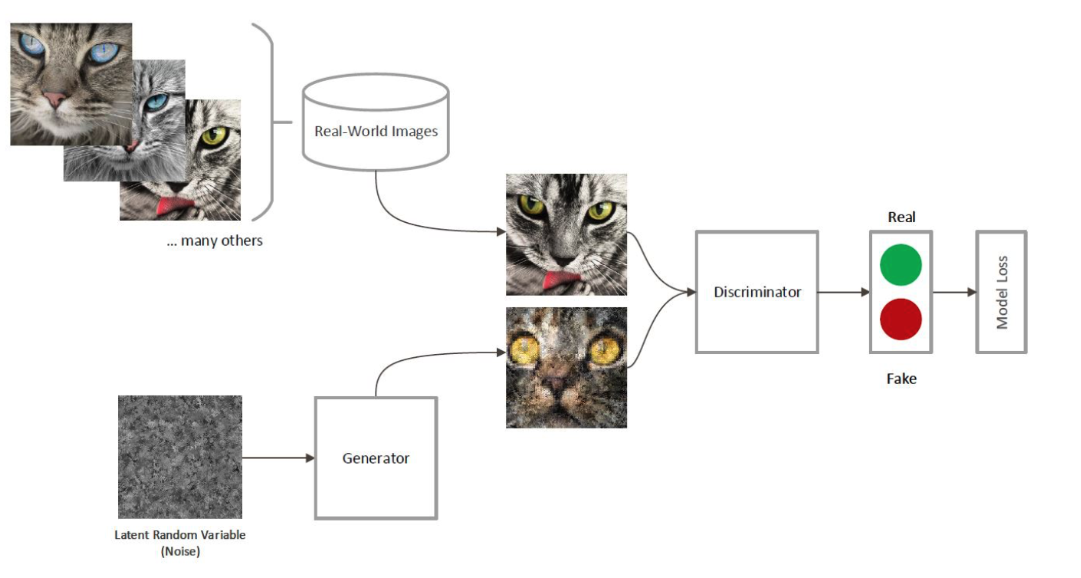 ... many others
Real-World Images
Latent Random Variable
(Noise)
Generator
Discriminator
Real
Fake
Model Loss